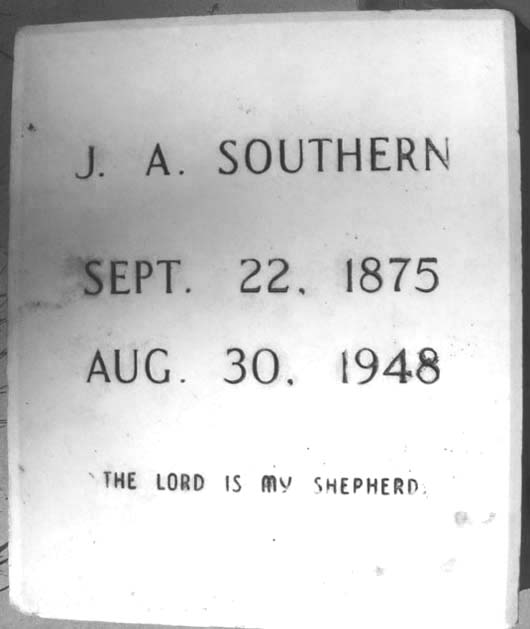 J. A. SOUTHERN
SEPT. 22. 1875
AUG. 30. 1948
THE LORD IS MY SHEPHERD.